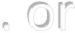 . or